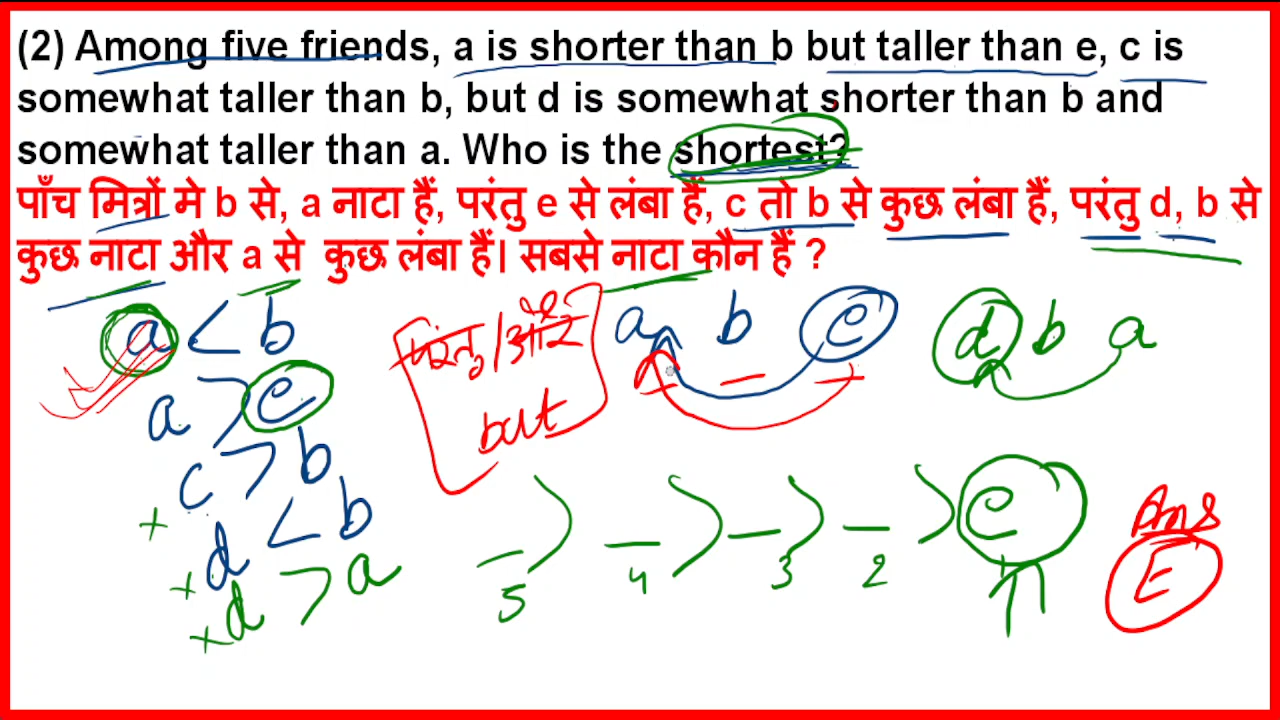 (2) Among five friends, a is shorter than b but taller than e, c is
somewhat taller than b, but d is somewhat shorter than b and
somewhat taller than a. Who is the shortest?
पाँच मित्रों मे b से, a नाटा हैं, परंतु e से लंबा हैं, c तो b से कुछ लंबा हैं, परंतु d, b से
कुछ नाटा और a से कुछ लंबा हैं। सबसे नाटा कौन हैं ?
a < b
a > e
c > b
d < b
d > a
परंतु / और
but
a b e
d b a
_ > _ > _ > _ > e
5 4 3 2
Ans
E